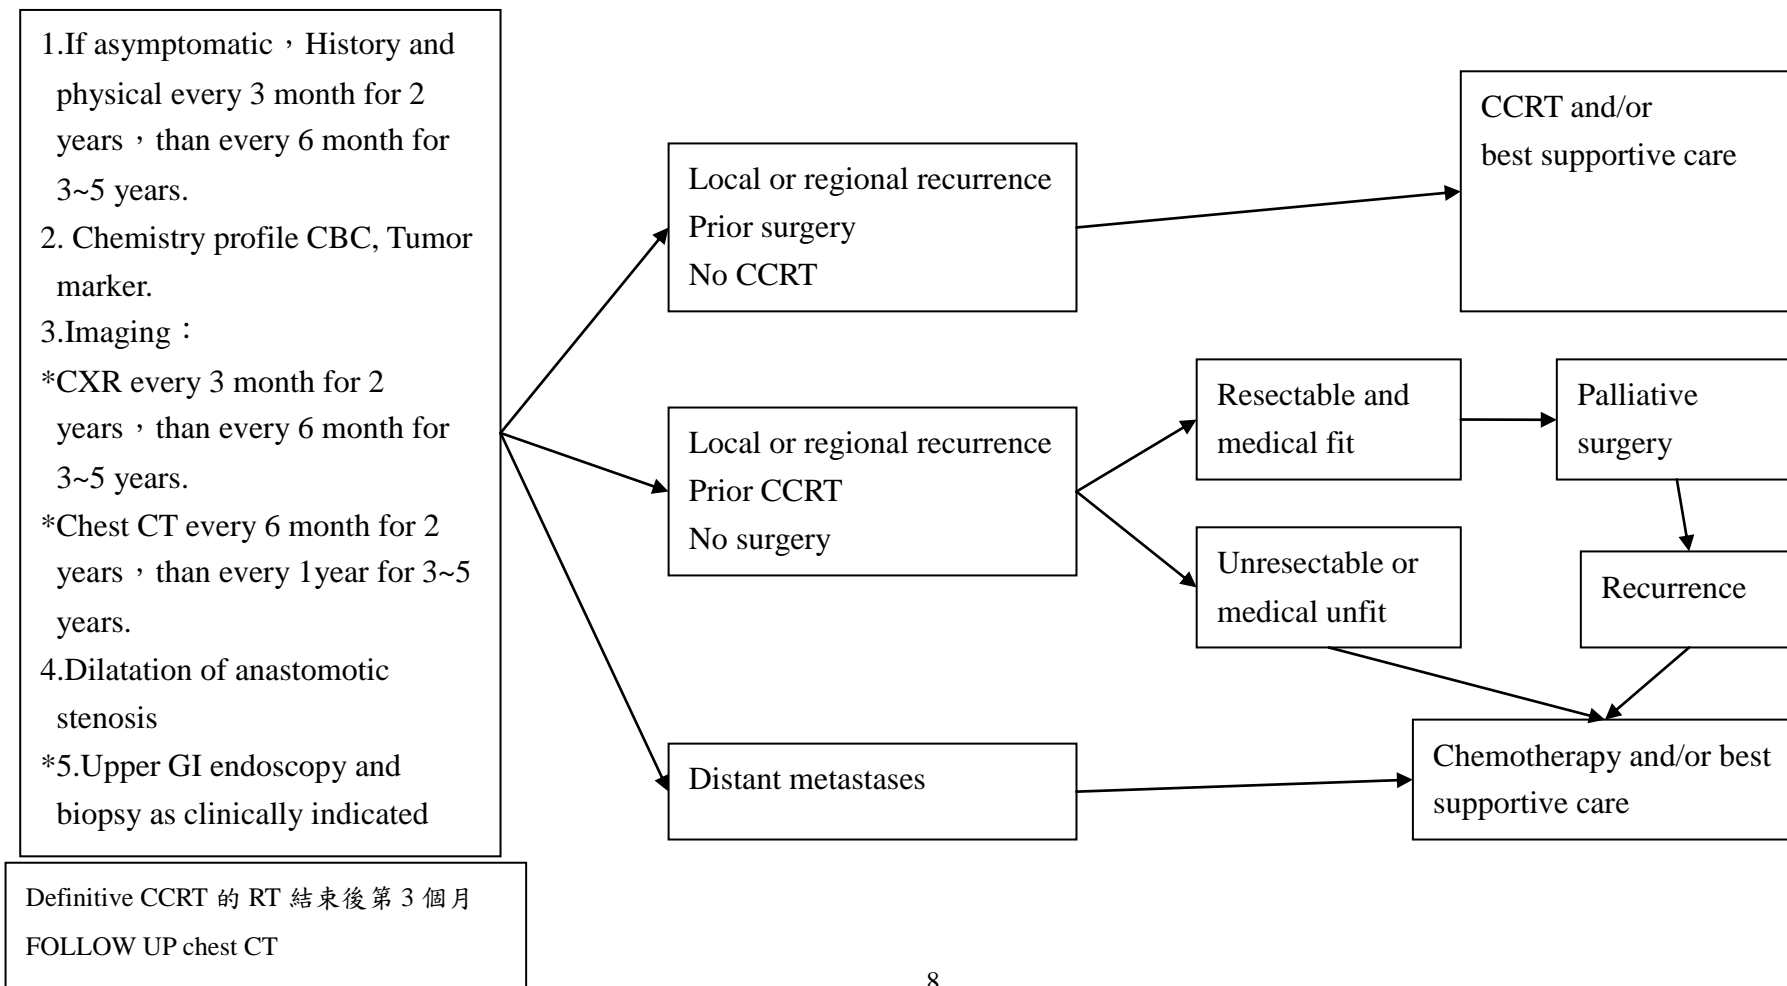 1.If asymptomatic，History and
physical every 3 month for 2
years，than every 6 month for
3~5 years.
2. Chemistry profile CBC, Tumor
marker.
3.Imaging：
*CXR every 3 month for 2
years，than every 6 month for
3~5 years.
*Chest CT every 6 month for 2
years，than every 1year for 3~5
years.
4.Dilatation of anastomotic
stenosis
*5.Upper GI endoscopy and
biopsy as clinically indicated
Definitive CCRT 的 RT 結束後第 3 個月
FOLLOW UP chest CT
Local or regional recurrence
Prior surgery
No CCRT
CCRT and/or
best supportive care
Local or regional recurrence
Prior CCRT
No surgery
Resectable and
medical fit
Palliative
surgery
Unresectable or
medical unfit
Recurrence
Distant metastases
Chemotherapy and/or best
supportive care
8